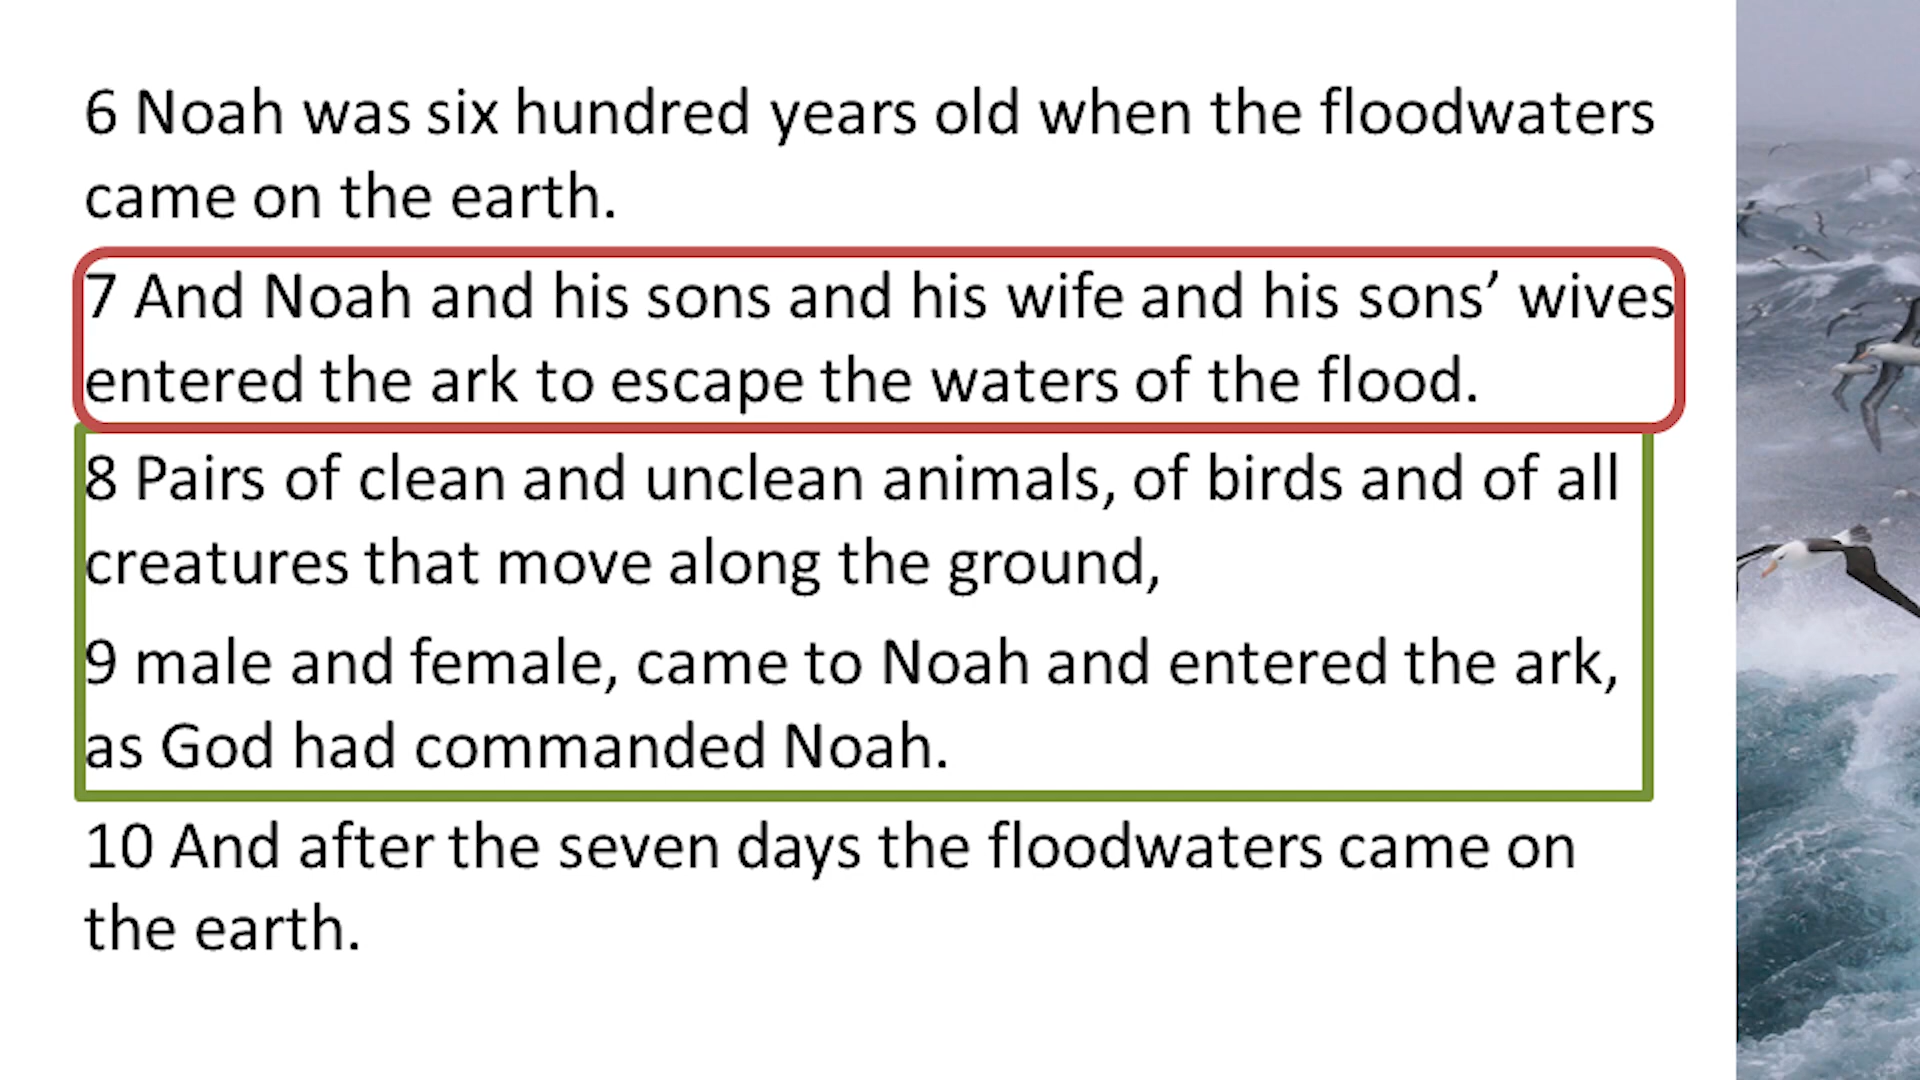 6 Noah was six hundred years old when the floodwaters
came on the earth.
7 And Noah and his sons and his wife and his sons’ wives
entered the ark to escape the waters of the flood.
8 Pairs of clean and unclean animals, of birds and of all
creatures that move along the ground,
9 male and female, came to Noah and entered the ark,
as God had commanded Noah.
10 And after the seven days the floodwaters came on
the earth.